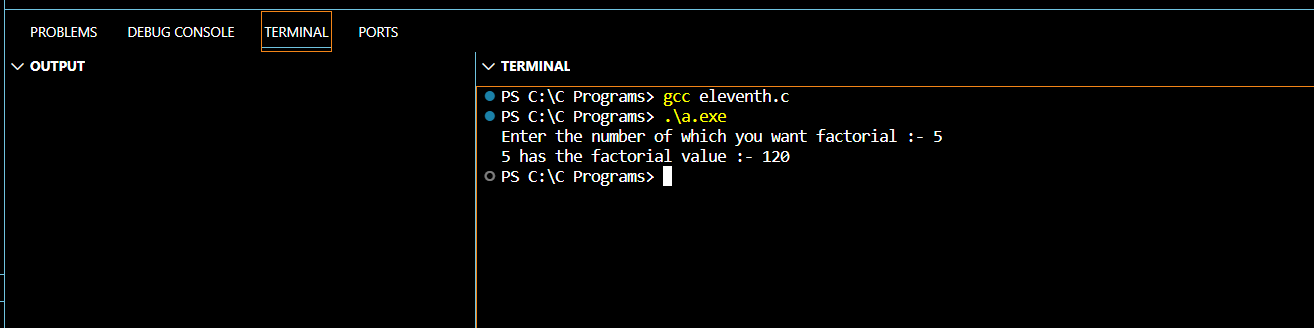 PROBLEMS DEBUG CONSOLE TERMINAL PORTS
OUTPUT
TERMINAL
PS C:\C Programs> gcc eleventh.c
PS C:\C Programs> .\a.exe
Enter the number of which you want factorial :- 5
5 has the factorial value :- 120
PS C:\C Programs>